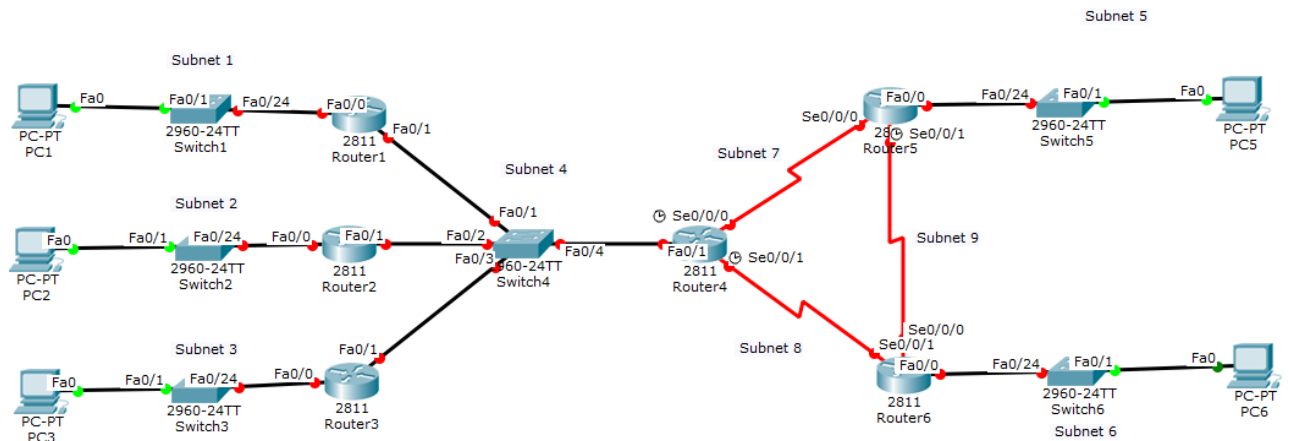 Subnet 5
Subnet 1
Fa0
Fa0/1
Fa0/24
Fa0/0
PC-PT
PC1
2960-24TT
Switch1
2811
Router1
Fa0/1
Se0/0/0
Fa0/0
Fa0/24
Fa0/1
Fa0
28
Router5
Se0/0/1
2960-24TT
Switch5
PC-PT
PC5
Subnet 7
Subnet 4
Subnet 2
Fa0
Fa0/1
Fa0/24
Fa0/0
Fa0/1
PC-PT
PC2
2960-24TT
Switch2
2811
Router2
Fa0/1
Fa0/2
Fa0/3
Fa0/4
960-24TT
Switch4
Se0/0/0
Fa0/1
Se0/0/1
2811
Router4
Subnet 9
Subnet 3
Fa0
Fa0/1
Fa0/24
Fa0/0
Fa0/1
PC-PT
PC3
2960-24TT
Switch3
2811
Router3
Subnet 8
Se0/0/0
Se0/0/1
Fa0/0
Fa0/24
Fa0/1
Fa0
2811
Router6
2960-24TT
Switch6
PC-PT
PC6
Subnet 6